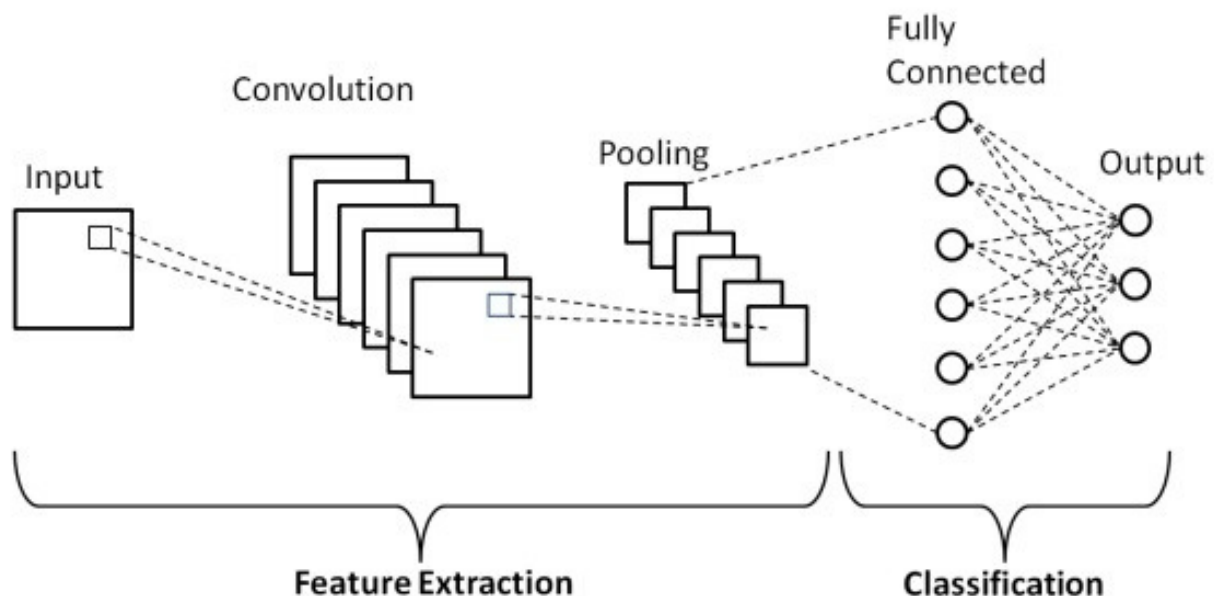 Input
Convolution
Pooling
Fully
Connected
Output
Feature Extraction
Classification